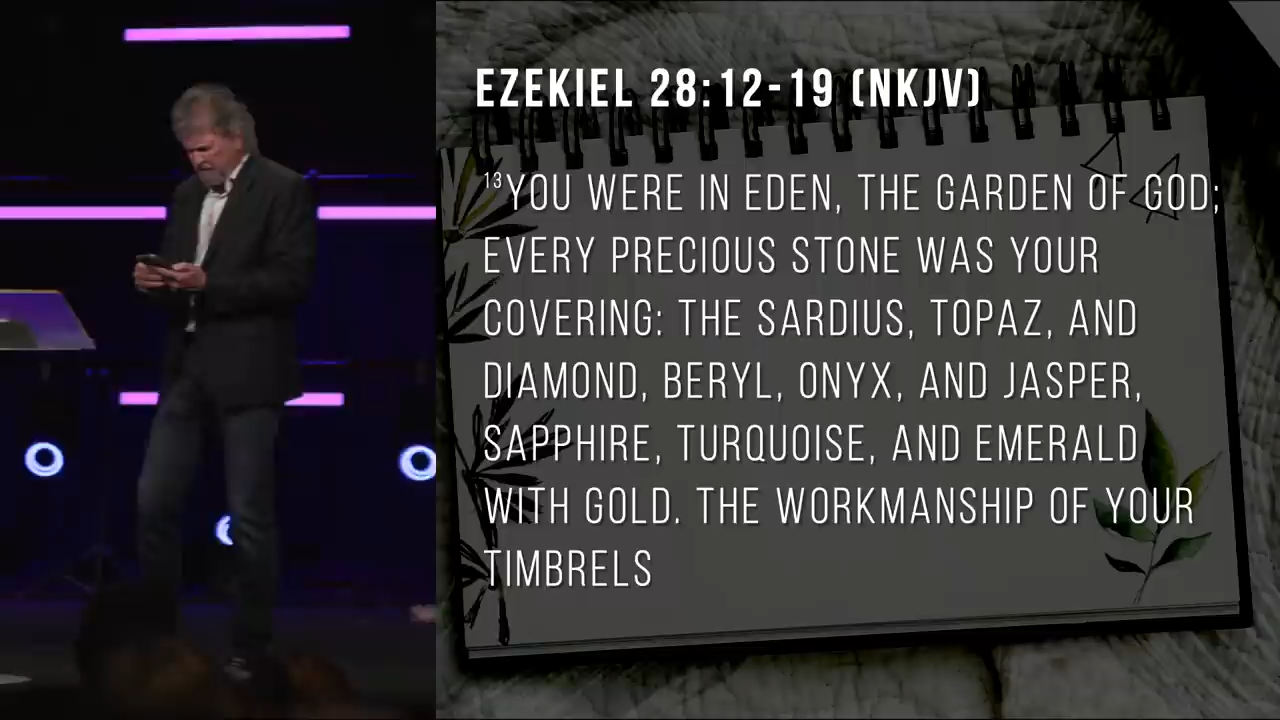 EZEKIEL 28:12-19 (NKJV)
13YOU WERE IN EDEN, THE GARDEN OF GOD;
EVERY PRECIOUS STONE WAS YOUR
COVERING: THE SARDIUS, TOPAZ, AND
DIAMOND, BERYL, ONYX, AND JASPER,
SAPPHIRE, TURQUOISE, AND EMERALD
WITH GOLD. THE WORKMANSHIP OF YOUR
TIMBRELS